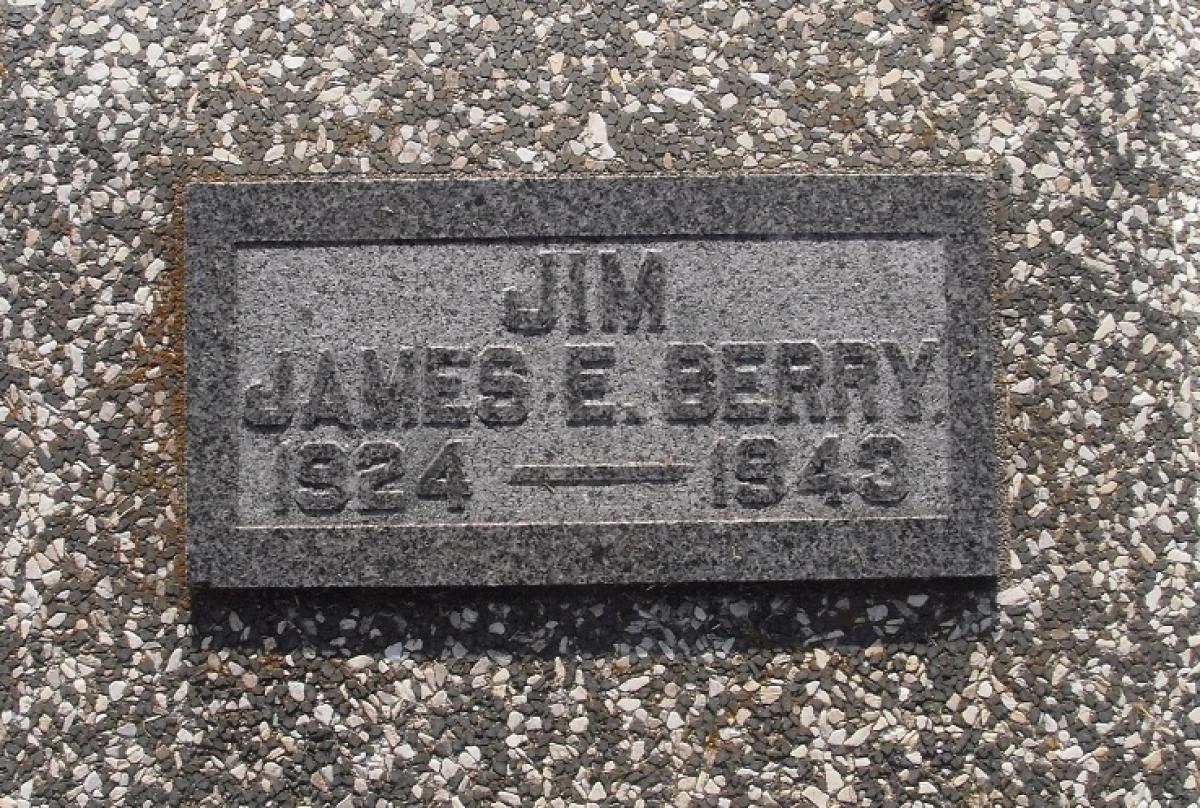 JIM
JAMES E. BERRY.
1924 — 1943